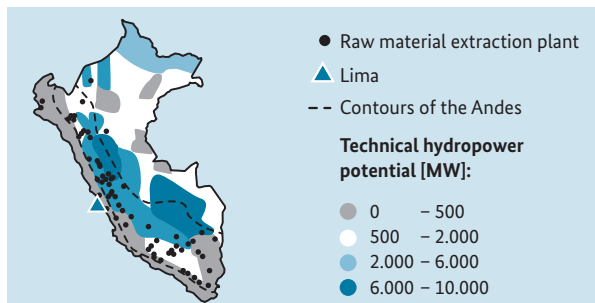 Raw material extraction plant
Lima
Contours of the Andes
Technical hydropower
potential [MW]:
0 – 500
500 – 2.000
2.000 – 6.000
6.000 – 10.000